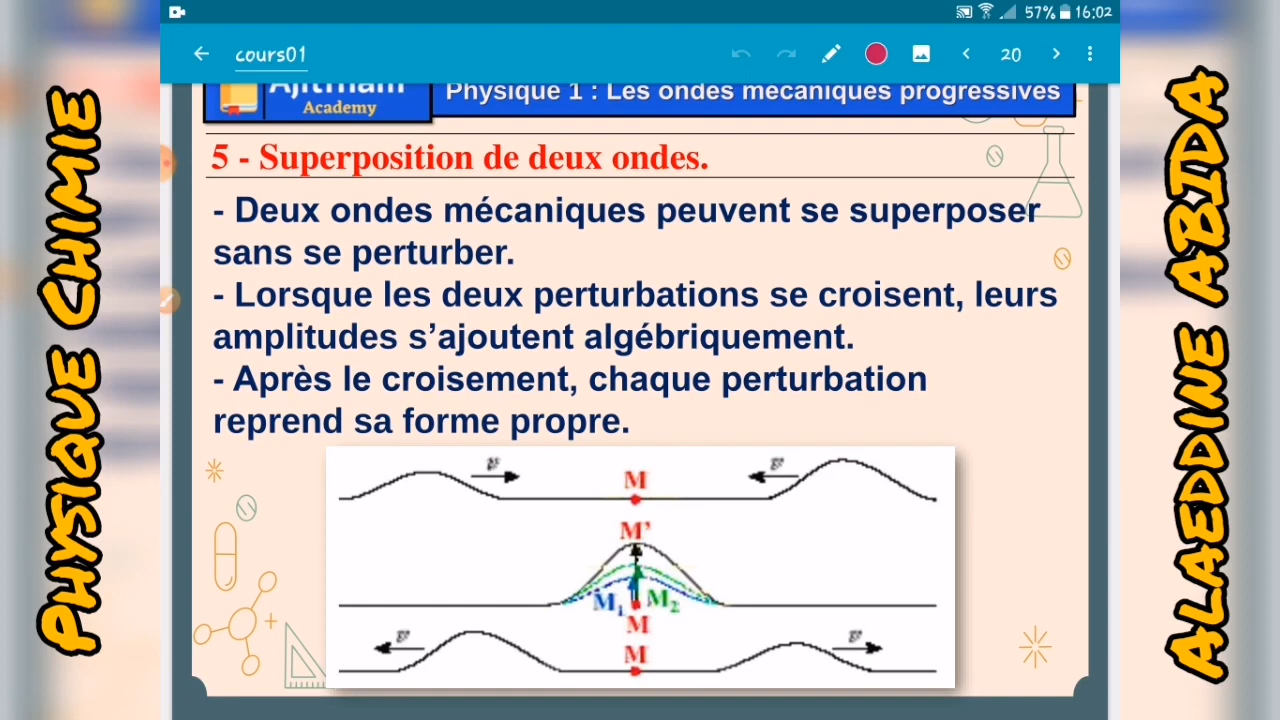 57% 16:02
cours01
20
Academy
Physique 1 : Les ondes mécaniques progressives
5 - Superposition de deux ondes.
- Deux ondes mécaniques peuvent se superposer
sans se perturber.
- Lorsque les deux perturbations se croisent, leurs
amplitudes s’ajoutent algébriquement.
- Après le croisement, chaque perturbation
reprend sa forme propre.
v
v
M
M’
M₁ M₂
M
v
M
v
PHYSIQUE CHIMIE
ALAEDDINE ABIDA